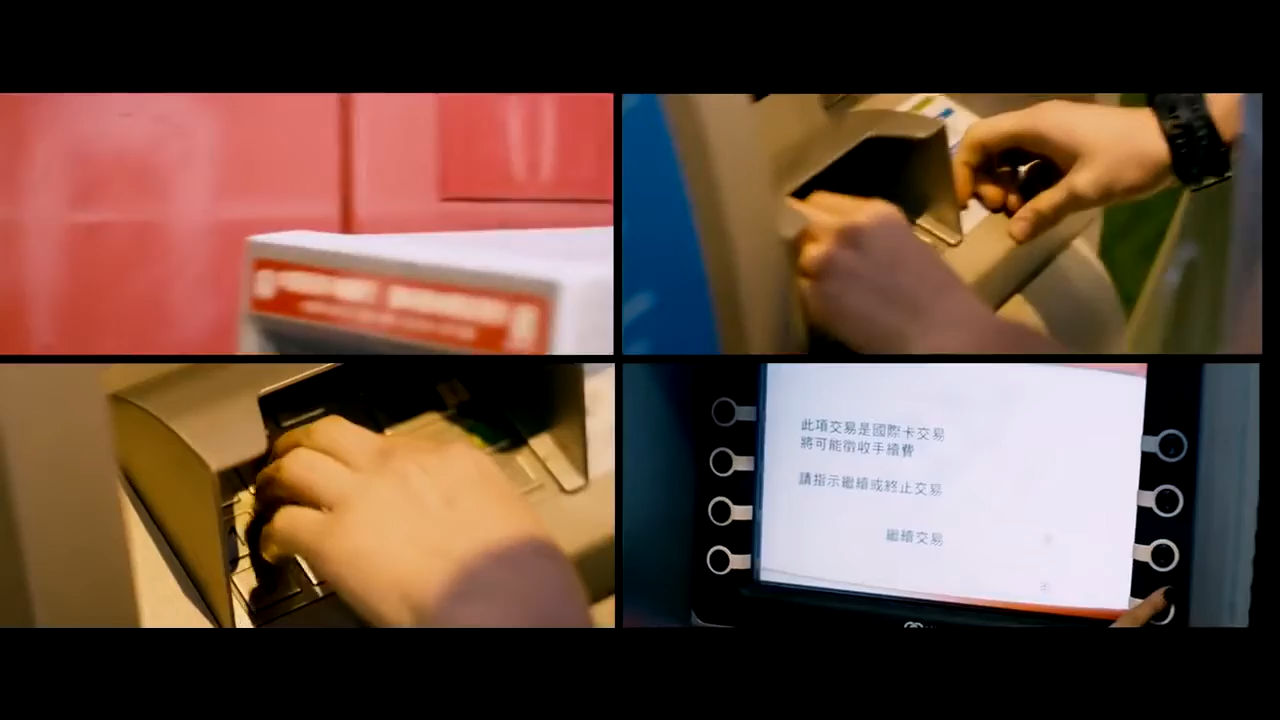 此項交易是國際卡交易
將可能徵收手續費
請指示繼續或終止交易
繼續交易